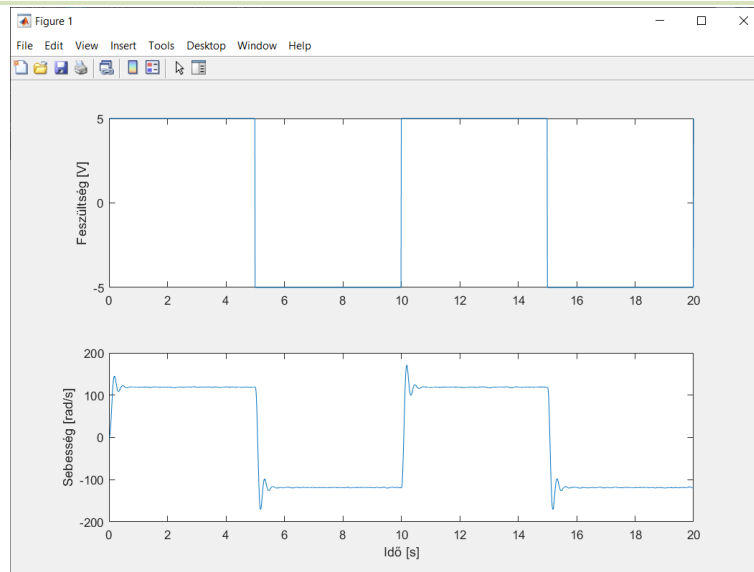 Figure 1
File Edit View Insert Tools Desktop Window Help
5
0
-5
Feszültség [V]
0 2 4 6 8 10 12 14 16 18 20
200
100
0
-100
-200
Sebesség [rad/s]
0 2 4 6 8 10 12 14 16 18 20
Idő [s]